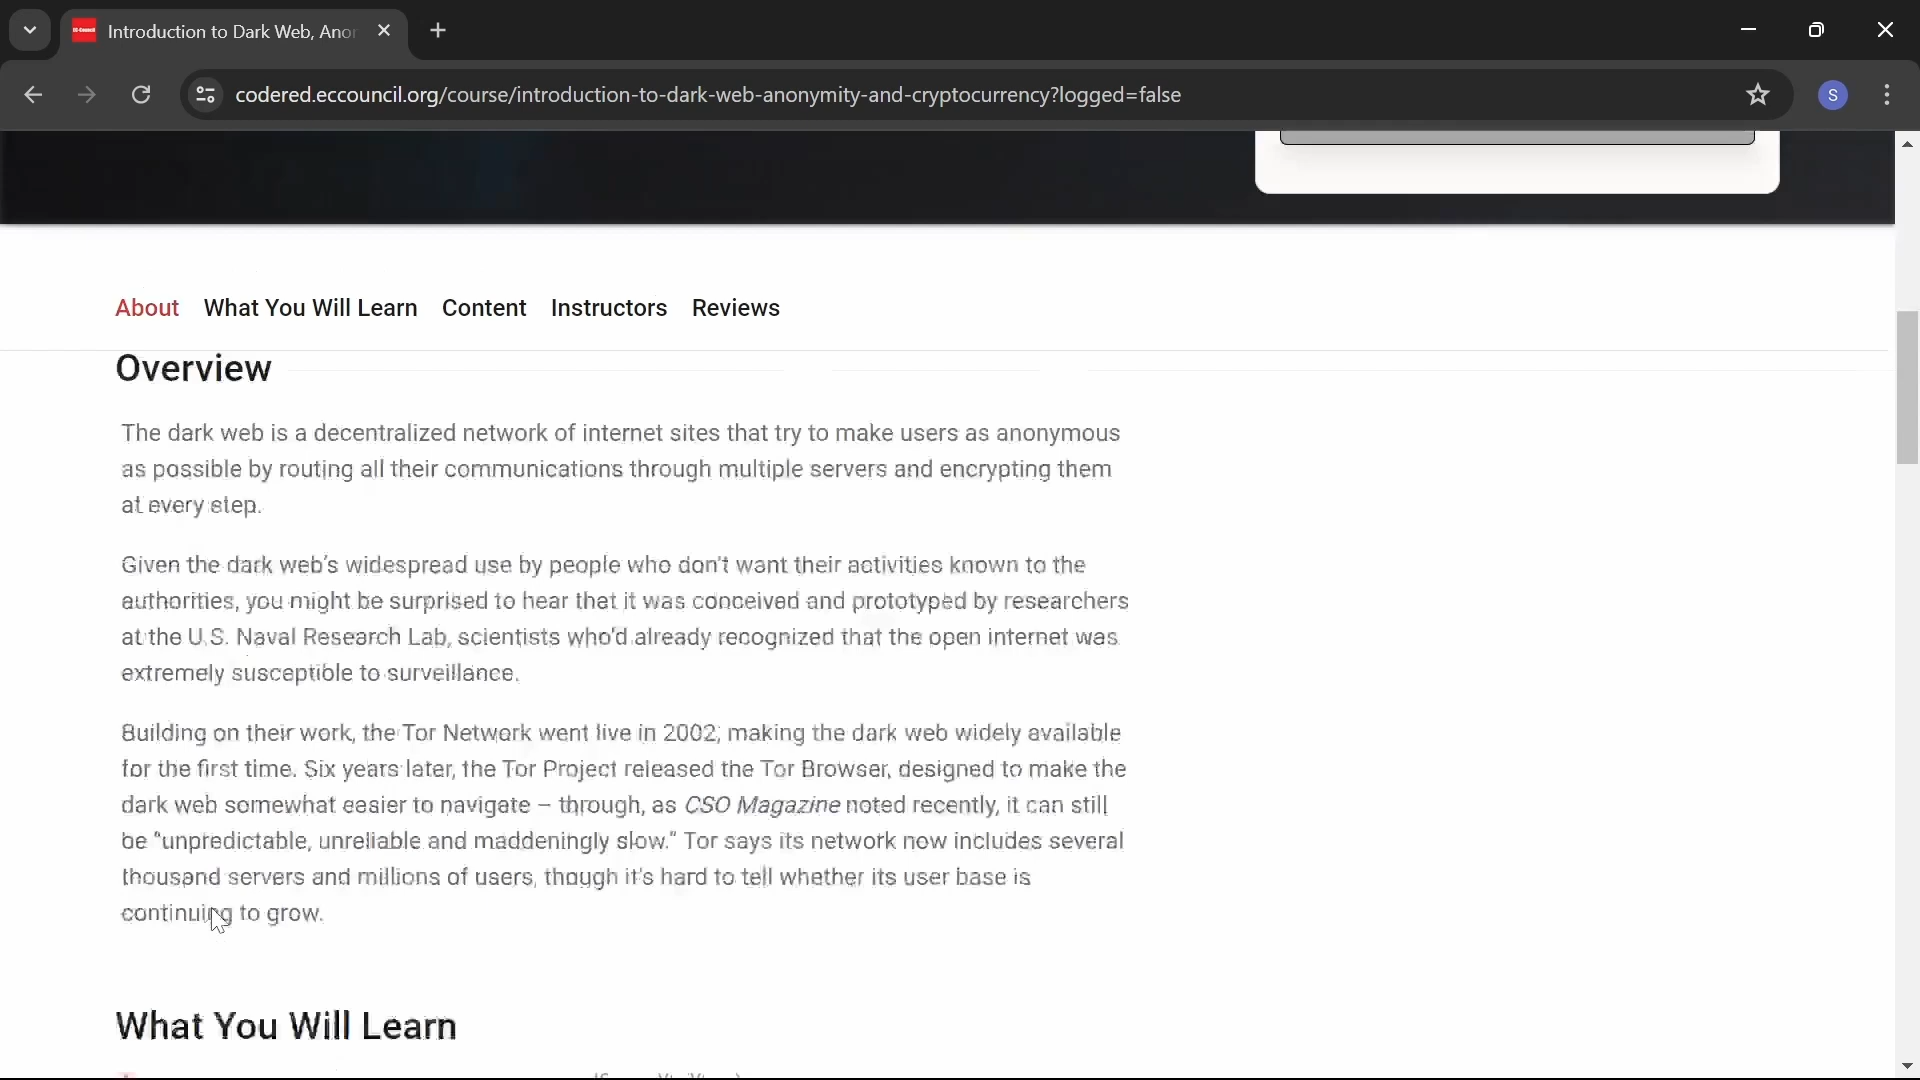 Introduction to Dark Web, Anor
codered.eccouncil.org/course/introduction-to-dark-web-anonymity-and-cryptocurrency?logged=false
S
About What You Will Learn Content Instructors Reviews
Overview
The dark web is a decentralized network of internet sites that try to make users as anonymous
as possible by routing all their communications through multiple servers and encrypting them
at every step.
Given the dark web's widespread use by people who don't want their activities known to the
authorities, you might be surprised to hear that it was conceived and prototyped by researchers
at the U.S. Naval Research Lab, scientists who'd already recognized that the open internet was
extremely susceptible to surveillance.
Building on their work, the Tor Network went live in 2002, making the dark web widely available
for the first time. Six years later, the Tor Project released the Tor Browser, designed to make the
dark web somewhat easier to navigate – through, as CSO Magazine noted recently, it can still
be “unpredictable, unreliable and maddeningly slow.” Tor says its network now includes several
thousand servers and millions of users, though it's hard to tell whether its user base is
continuing to grow.
What You Will Learn